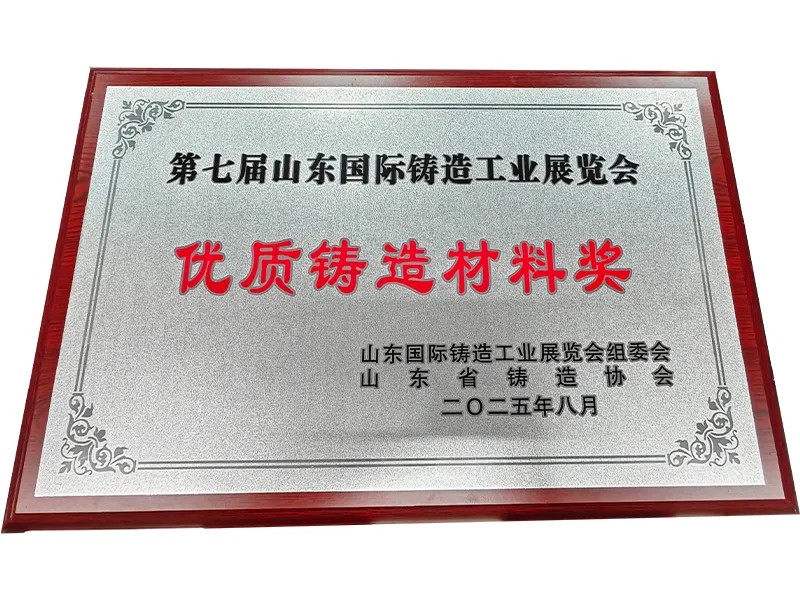 第七届山东国际铸造工业展览会
优质铸造材料奖
山东国际铸造工业展览会组委会
山东省铸造协会
二〇二五年八月